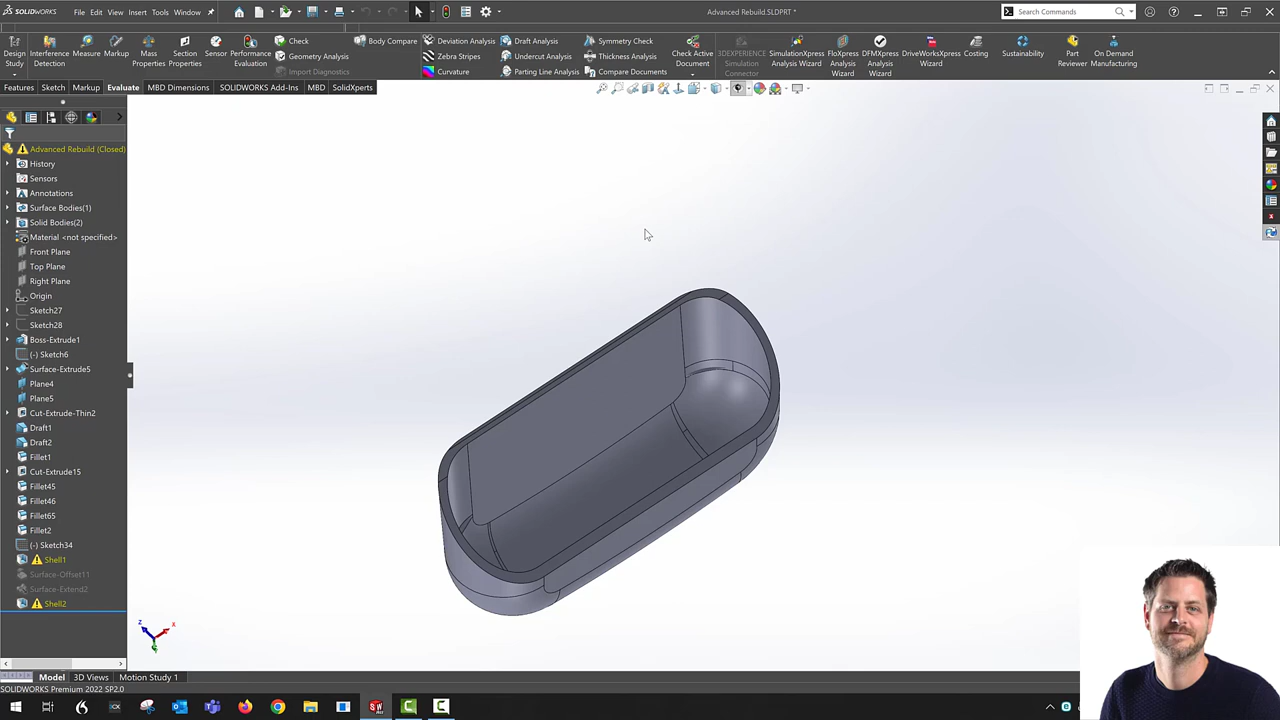 SOLIDWORKS File Edit View Insert Tools Window Advanced Rebuild.SLDPRT * Search Commands
Design Study Interference Detection Measure Markup Mass Properties Section Properties Sensor Performance Evaluation Check Geometry Analysis Import Diagnostics Body Compare Deviation Analysis Zebra Stripes Curvature Draft Analysis Undercut Analysis Parting Line Analysis Symmetry Check Thickness Analysis Compare Documents Check Active Document 3DEXPERIENCE Simulation Connector SimulationXpress Analysis Wizard FloXpress Analysis Wizard DFMXpress Analysis Wizard DriveWorksXpress Wizard Costing Sustainability Part Reviewer On Demand Manufacturing
Features Sketch Markup Evaluate MBD Dimensions SOLIDWORKS Add-Ins MBD SolidXperts
Advanced Rebuild (Closed)
History
Sensors
Annotations
Surface Bodies(1)
Solid Bodies(2)
Material <not specified>
Front Plane
Top Plane
Right Plane
Origin
Sketch27
Sketch28
Boss-Extrude1
(-) Sketch6
Surface-Extrude5
Plane4
Plane5
Cut-Extrude-Thin2
Draft1
Draft2
Fillet1
Cut-Extrude15
Fillet45
Fillet46
Fillet65
Fillet2
(-) Sketch34
Shell1
Surface-Offset11
Surface-Extend2
Shell2
z x
Model 3D Views Motion Study 1
SOLIDWORKS Premium 2022 SP2.0